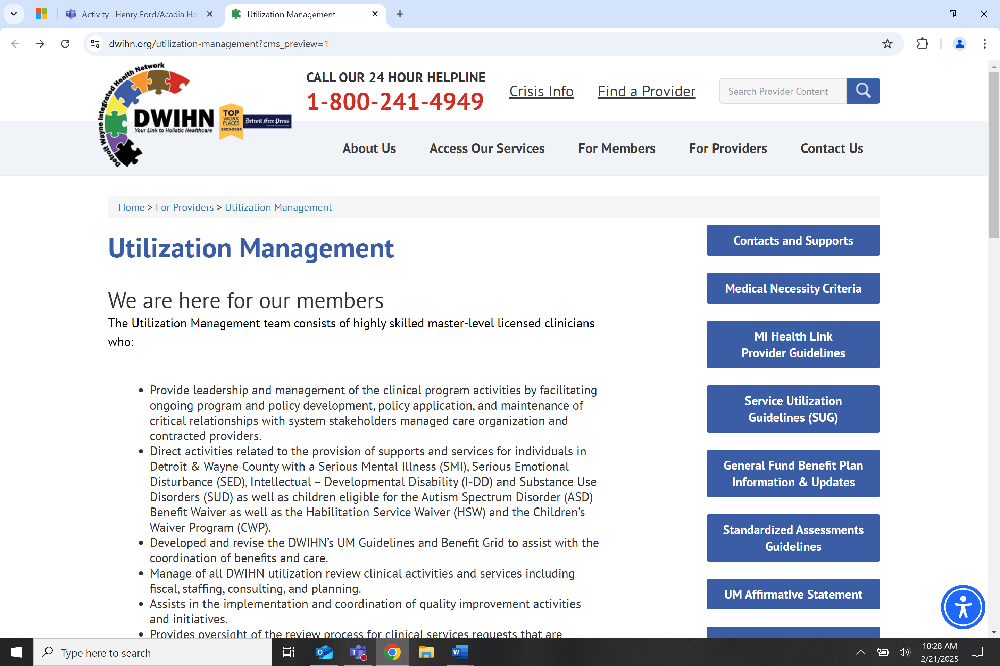 Activity | Henry Ford/Acadia Ho
Utilization Management
dwihn.org/utilization-management?cms_preview=1
Detroit Wayne Integrated Health Network
DWIHN
Your Link to Holistic Healthcare
TOP
WORK
PLACES
2023-2024
Detroit Free Press
CALL OUR 24 HOUR HELPLINE
1-800-241-4949
Crisis Info
Find a Provider
Search Provider Content
About Us
Access Our Services
For Members
For Providers
Contact Us
Home > For Providers > Utilization Management
Utilization Management
We are here for our members
The Utilization Management team consists of highly skilled master-level licensed clinicians
who:
• Provide leadership and management of the clinical program activities by facilitating
ongoing program and policy development, policy application, and maintenance of
critical relationships with system stakeholders managed care organization and
contracted providers.
• Direct activities related to the provision of supports and services for individuals in
Detroit & Wayne County with a Serious Mental Illness (SMI), Serious Emotional
Disturbance (SED), Intellectual – Developmental Disability (I-DD) and Substance Use
Disorders (SUD) as well as children eligible for the Autism Spectrum Disorder (ASD)
Benefit Waiver as well as the Habilitation Service Waiver (HSW) and the Children’s
Waiver Program (CWP).
• Developed and revise the DWIHN’s UM Guidelines and Benefit Grid to assist with the
coordination of benefits and care.
• Manage of all DWIHN utilization review clinical activities and services including
fiscal, staffing, consulting, and planning.
• Assists in the implementation and coordination of quality improvement activities
and initiatives.
• Provides oversight of the review process for clinical services requests that are
Contacts and Supports
Medical Necessity Criteria
MI Health Link
Provider Guidelines
Service Utilization
Guidelines (SUG)
General Fund Benefit Plan
Information & Updates
Standardized Assessments
Guidelines
UM Affirmative Statement
Type here to search
10:28 AM
2/21/2025